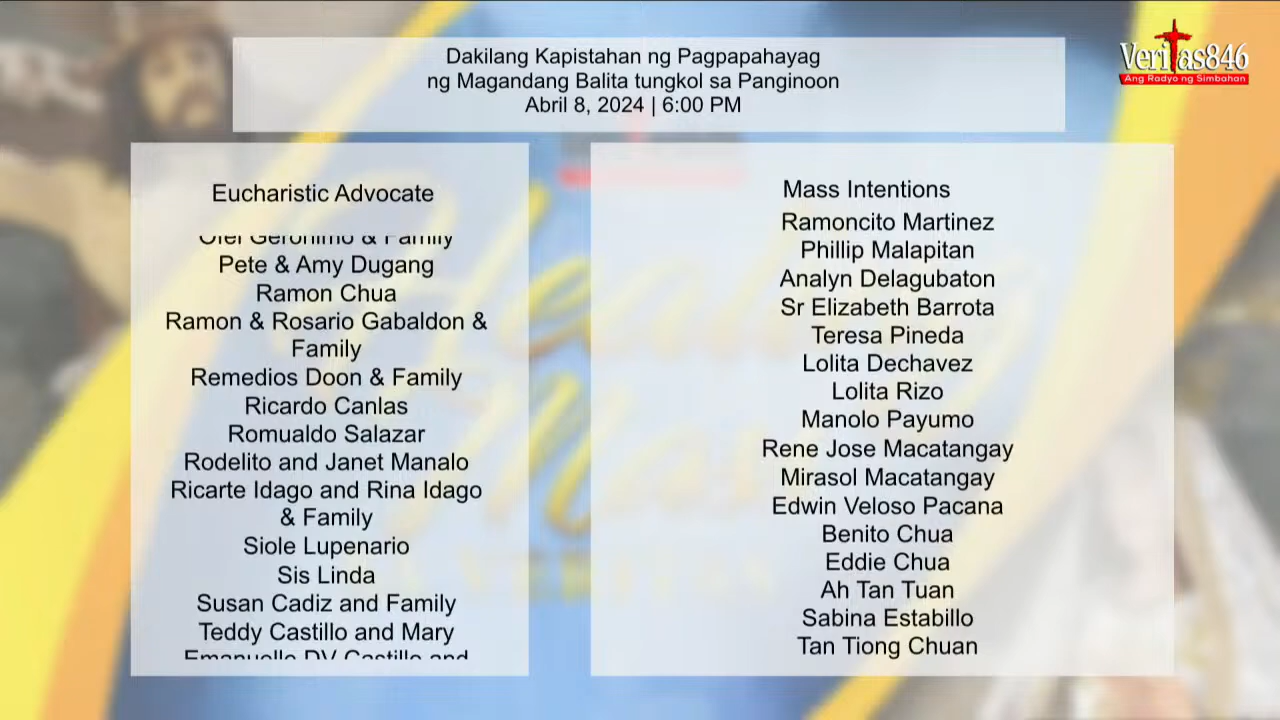 Dakilang Kapistahan ng Pagpapahayag
ng Magandang Balita tungkol sa Panginoon
Abril 8, 2024 | 6:00 PM
Veritas846
Ang Radyo ng Simbahan
Eucharistic Advocate
Geronimo & Family
Pete & Amy Dugang
Ramon Chua
Ramon & Rosario Gabaldon &
Family
Remedios Doon & Family
Ricardo Canlas
Romualdo Salazar
Rodelito and Janet Manalo
Ricarte Idago and Rina Idago
& Family
Siole Lupenario
Sis Linda
Susan Cadiz and Family
Teddy Castillo and Mary
DV Castillo and
Mass Intentions
Ramoncito Martinez
Phillip Malapitan
Analyn Delagubaton
Sr Elizabeth Barrota
Teresa Pineda
Lolita Dechavez
Lolita Rizo
Manolo Payumo
Rene Jose Macatangay
Mirasol Macatangay
Edwin Veloso Pacana
Benito Chua
Eddie Chua
Ah Tan Tuan
Sabina Estabillo
Tan Tiong Chuan